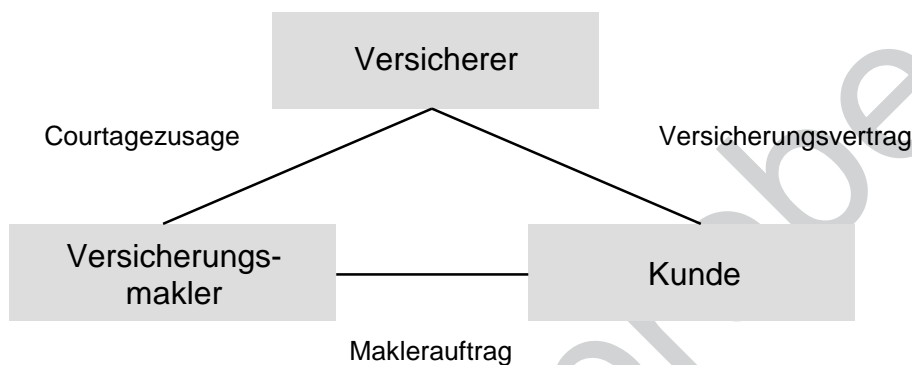 Versicherer
Courtagezusage
Versicherungsvertrag
Versicherungs-
makler
Kunde
Maklerauftrag